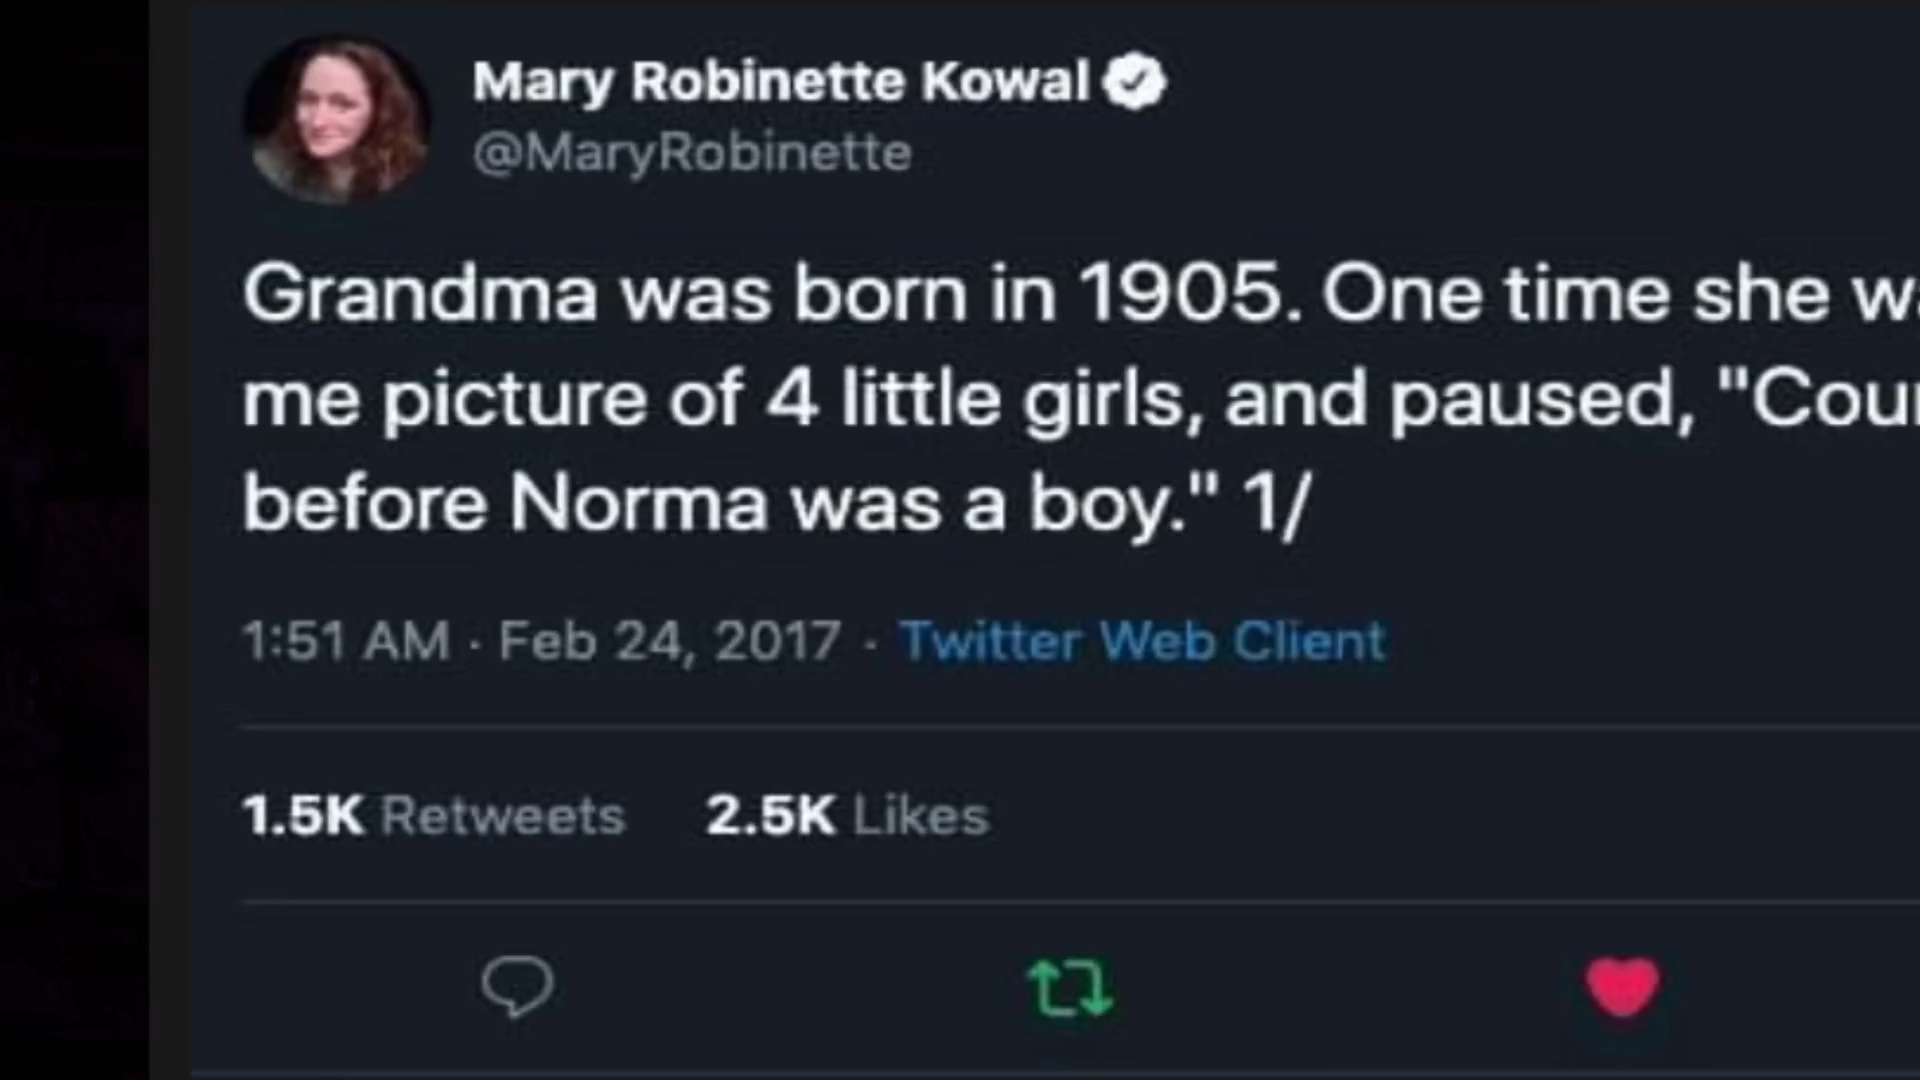 Mary Robinette Kowal
@MaryRobinette
Grandma was born in 1905. One time she
me picture of 4 little girls, and paused,
before Norma was a boy." 1/
1:51 AM · Feb 24, 2017 · Twitter Web Client
1.5K Retweets 2.5K Likes